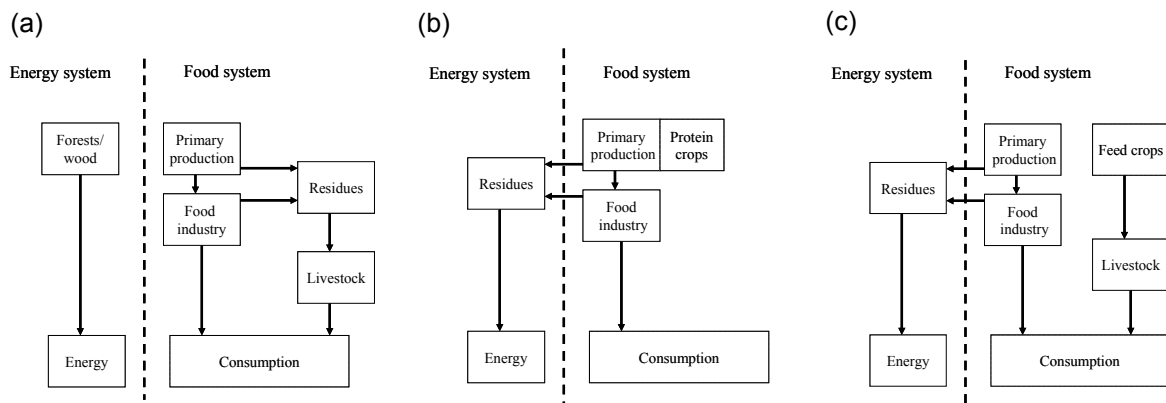 (a)
Energy system
Food system
Forests/
wood
Primary
production
Residues
Food
industry
Livestock
Energy
Consumption
(b)
Energy system
Food system
Primary
production
Protein
crops
Residues
Food
industry
Energy
Consumption
(c)
Energy system
Food system
Primary
production
Feed crops
Residues
Food
industry
Livestock
Energy
Consumption